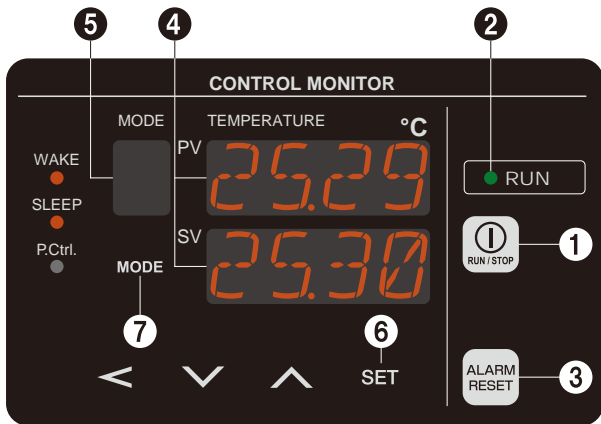 5 4 2
CONTROL MONITOR
MODE TEMPERATURE °C
PV 25.29
WAKE
SLEEP
RUN
SV 25.30
P.Ctrl.
MODE
RUN / STOP
1
7 6
< SET
ALARM
RESET
3